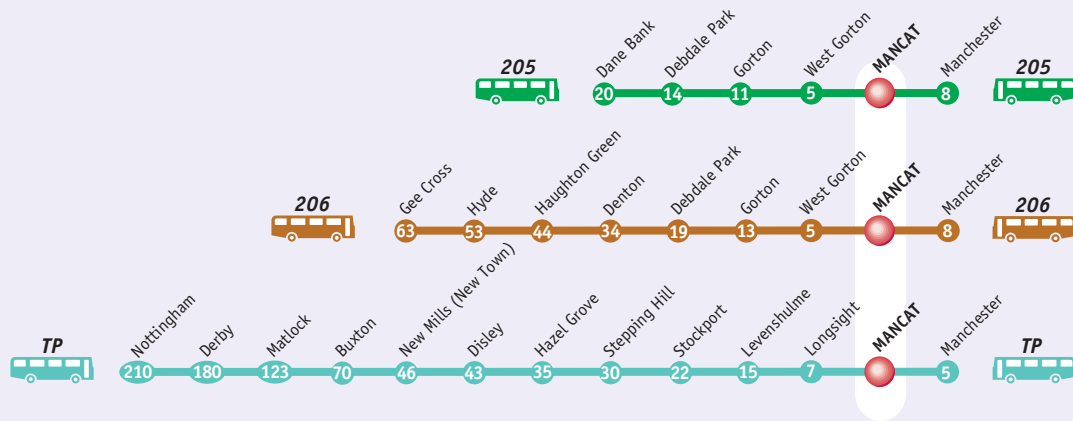 205
Dane Bank
Debdale Park
Gorton
West Gorton
MANCAT
Manchester
205
20
14
11
5
8
206
Gee Cross
Hyde
Haughton Green
Denton
Debdale Park
Gorton
West Gorton
MANCAT
Manchester
206
63
53
44
34
19
13
5
8
TP
Nottingham
Derby
Matlock
Buxton
New Mills (New Town)
Disley
Hazel Grove
Stepping Hill
Stockport
Levenshulme
Longsight
MANCAT
Manchester
TP
210
180
123
70
46
43
35
30
22
15
7
5